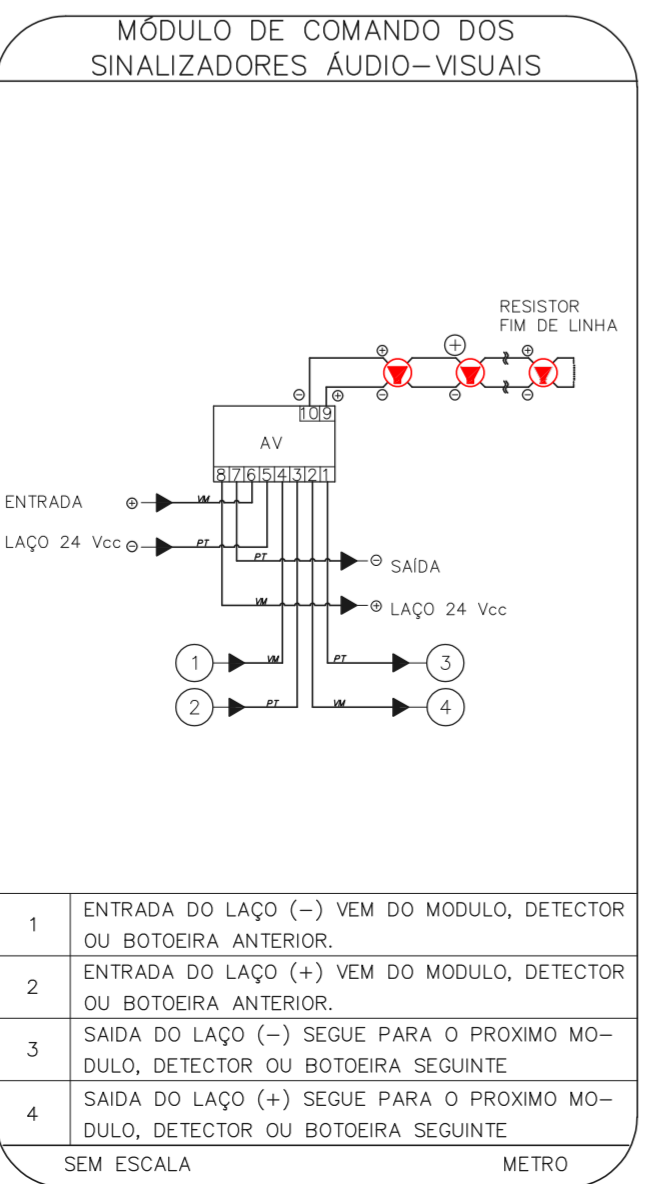 MÓDULO DE COMANDO DOS
SINALIZADORES ÁUDIO-VISUAIS
RESISTOR
FIM DE LINHA
+ + +
- + - - -
10 9
AV
8 7 6 5 4 3 2 1
ENTRADA + VM
LAÇO 24 Vcc - PT
PT - SAÍDA
VM + LAÇO 24 Vcc
1 VM PT 3
2 PT VM 4
1 ENTRADA DO LAÇO (-) VEM DO MODULO, DETECTOR
OU BOTOEIRA ANTERIOR.
2 ENTRADA DO LAÇO (+) VEM DO MODULO, DETECTOR
OU BOTOEIRA ANTERIOR.
3 SAIDA DO LAÇO (-) SEGUE PARA O PROXIMO MO-
DULO, DETECTOR OU BOTOEIRA SEGUINTE
4 SAIDA DO LAÇO (+) SEGUE PARA O PROXIMO MO-
DULO, DETECTOR OU BOTOEIRA SEGUINTE
SEM ESCALA METRO